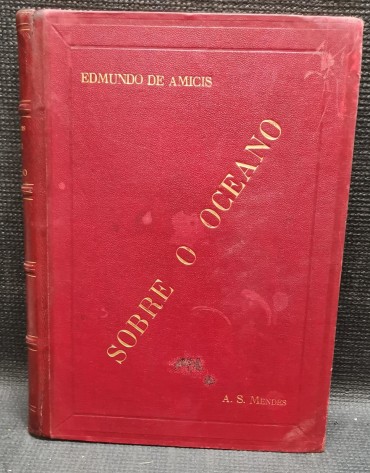 EDMUNDO DE AMICIS
SOBRE O OCEANO
A. S. MENDES